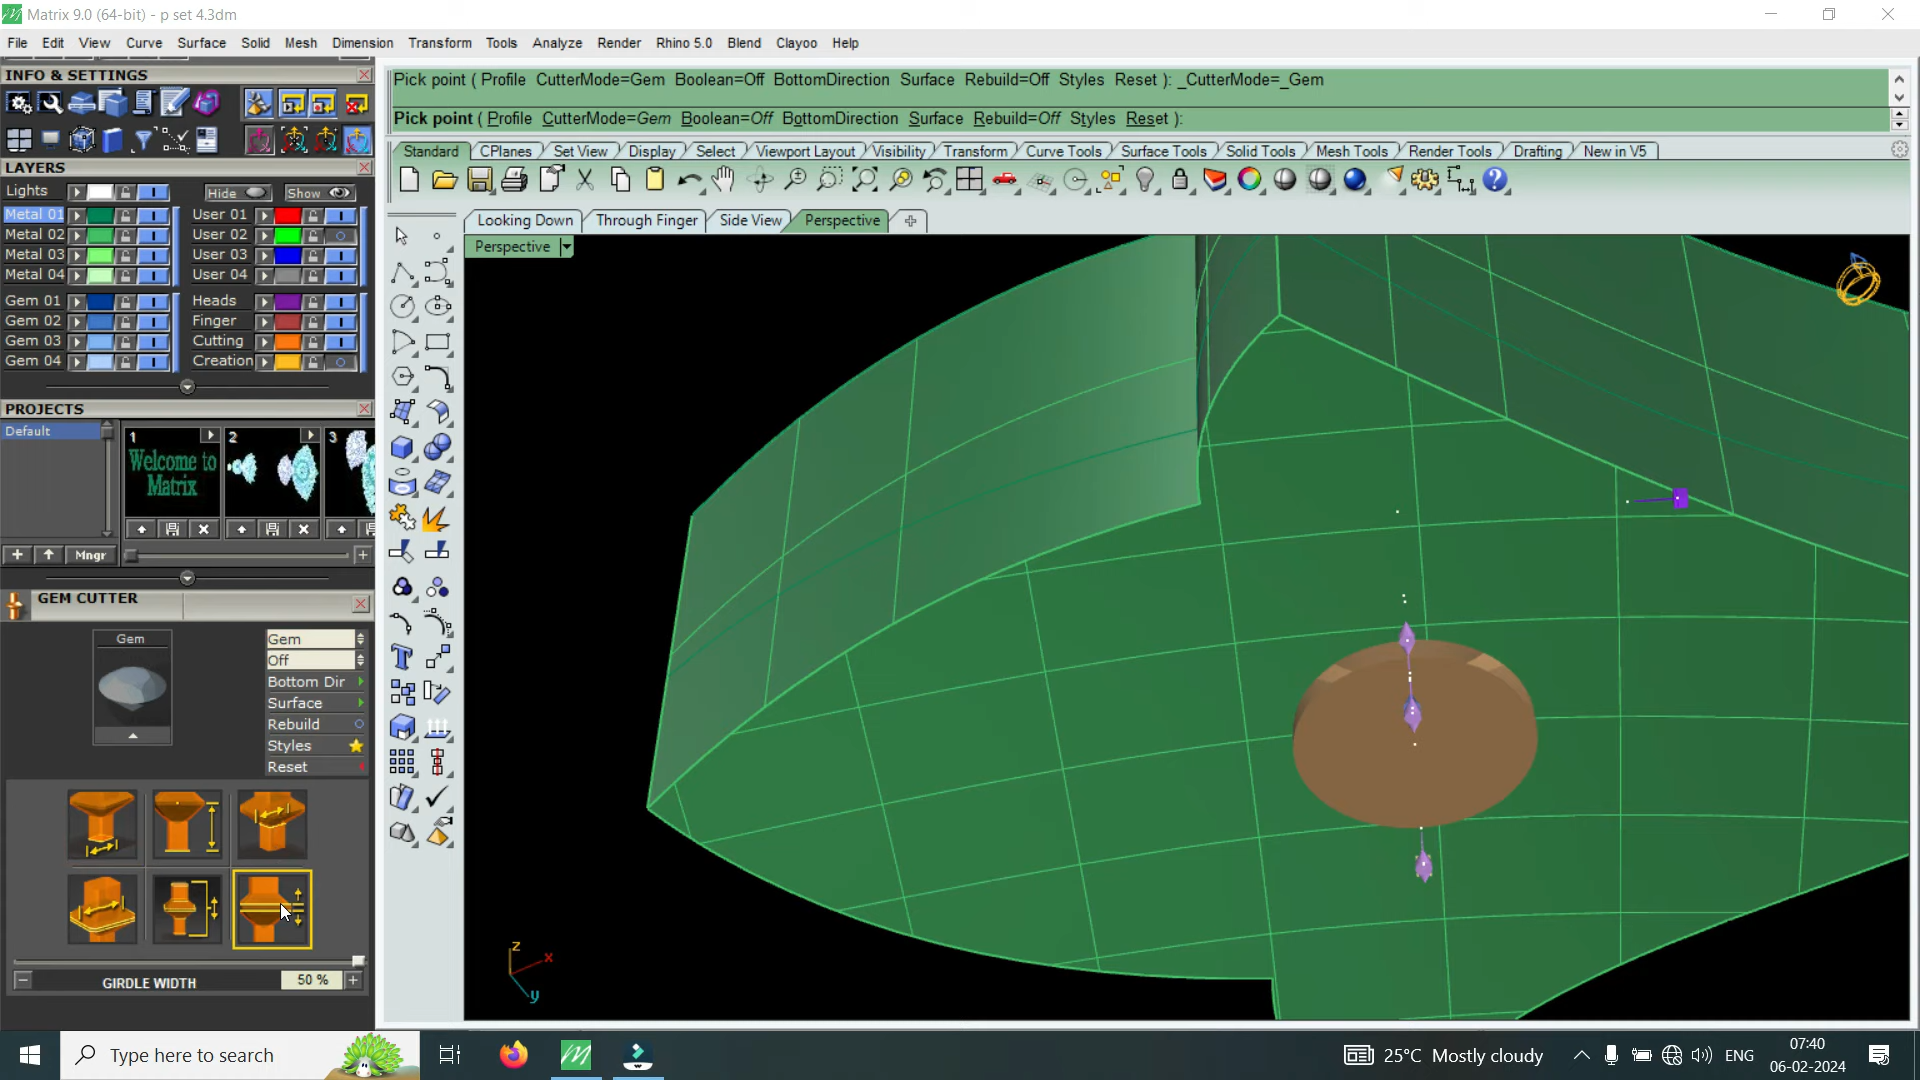 Matrix 9.0 (64-bit) - p set 4.3dm
File Edit View Curve Surface Solid Mesh Dimension Transform Tools Analyze Render Rhino 5.0 Blend Clayoo Help
INFO & SETTINGS
Pick point ( Profile CutterMode=Gem Boolean=Off BottomDirection Surface Rebuild=Off Styles Reset ): _CutterMode=_Gem
Pick point ( Profile CutterMode=Gem Boolean=Off BottomDirection Surface Rebuild=Off Styles Reset ):
Standard CPlanes Set View Display Select Viewport Layout Visibility Transform Curve Tools Surface Tools Solid Tools Mesh Tools Render Tools Drafting New in V5
LAYERS
Lights Hide Show
Metal 01 User 01
Metal 02 User 02
Metal 03 User 03
Metal 04 User 04
Gem 01 Heads
Gem 02 Finger
Gem 03 Cutting
Gem 04 Creation
Looking Down Through Finger Side View Perspective
Perspective
PROJECTS
Default
1 2 3
Welcome to
Matrix
Mngr
GEM CUTTER
Gem
Gem
Off
Bottom Dir
Surface
Rebuild
Styles
Reset
GIRDLE WIDTH 50 %
z
x
y
Type here to search
25°C Mostly cloudy
ENG
07:40
06-02-2024